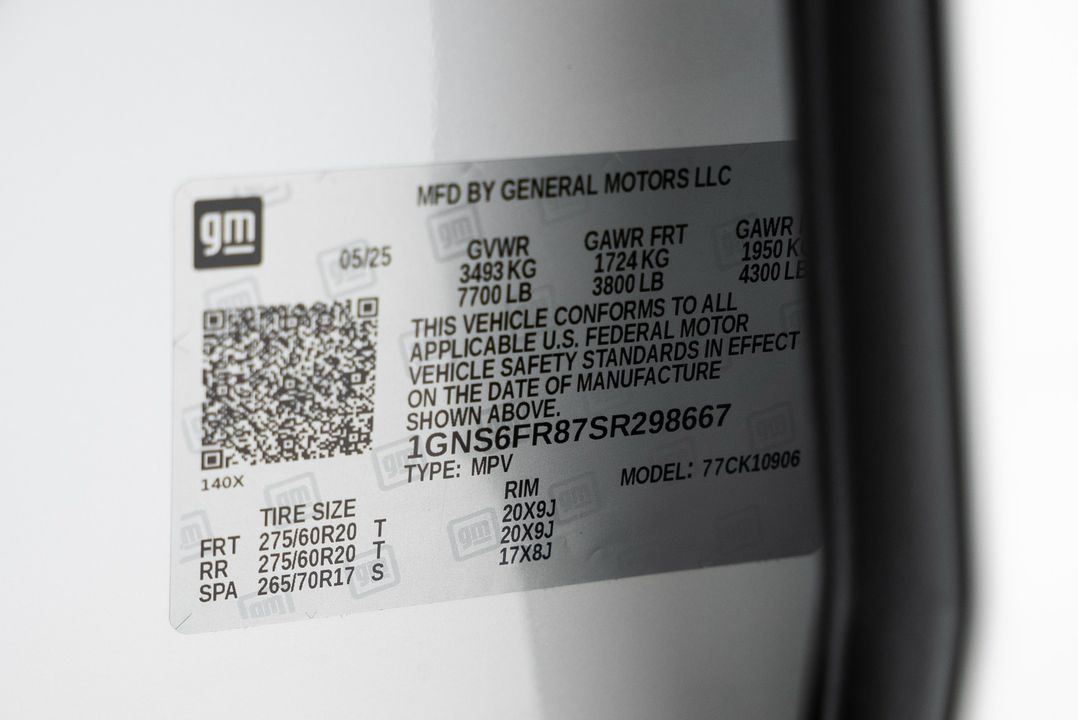 MFD BY GENERAL MOTORS LLC
gm
05/25
GVWR GAWR FRT GAWR
3493 KG 1724 KG 1950 KG
7700 LB 3800 LB 4300 LB
THIS VEHICLE CONFORMS TO ALL
APPLICABLE U.S. FEDERAL MOTOR
VEHICLE SAFETY STANDARDS IN EFFECT
ON THE DATE OF MANUFACTURE
SHOWN ABOVE.
1GNS6FR87SR298667
TYPE: MPV MODEL: 77CK10906
140X
TIRE SIZE RIM
FRT 275/60R20 T 20X9J
RR 275/60R20 T 20X9J
SPA 265/70R17 S 17X8J